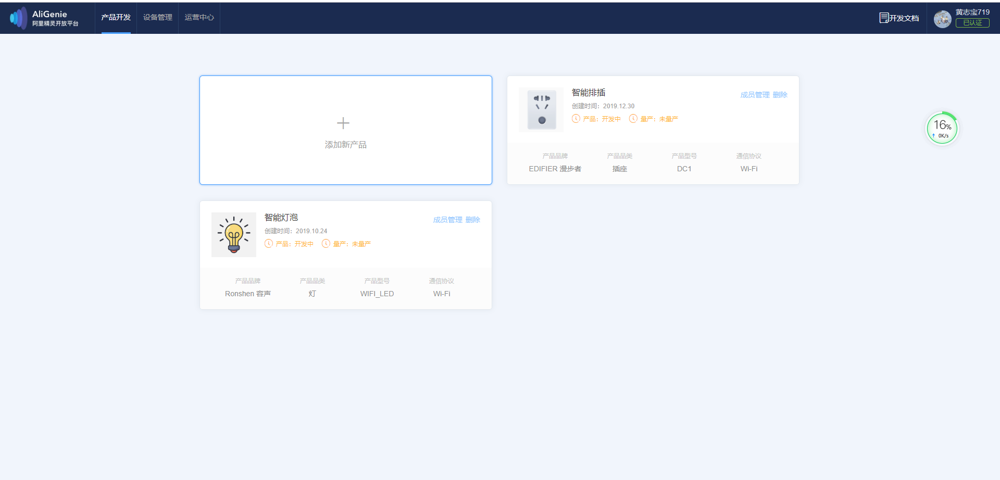 AliGenie
阿里精灵开放平台
产品开发
设备管理
运营中心
开发文档
黄志宝719
已认证
添加新产品
智能排插
成员管理 删除
创建时间：2019.12.30
产品：开发中 量产：未量产
产品品牌 产品品类 产品型号 通信协议
EDIFIER 漫步者 插座 DC1 Wi-Fi
16%
0K/s
智能灯泡
成员管理 删除
创建时间：2019.10.24
产品：开发中 量产：未量产
产品品牌 产品品类 产品型号 通信协议
Ronshen 容声 灯 WIFI_LED Wi-Fi